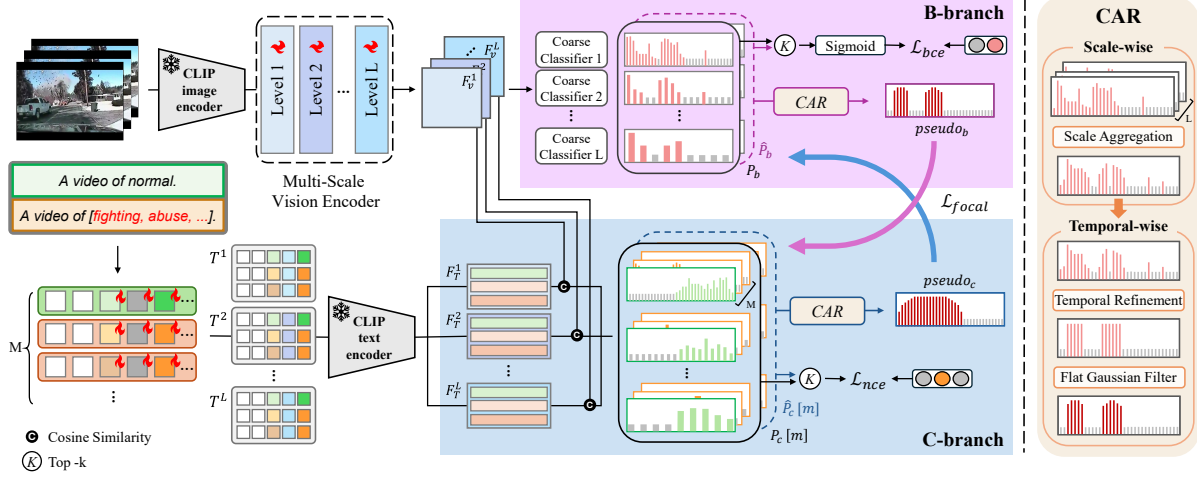 B-branch
CLIP
image
encoder
Level 1
Level 2
...
Level L
Multi-Scale
Vision Encoder
F_v^L
F_v^1
Coarse
Classifier 1
Coarse
Classifier 2
Coarse
Classifier L
P̂_b
P_b
K
Sigmoid
ℒ_bce
CAR
pseudo_b
A video of normal.
A video of [fighting, abuse, ...].
ℒ_focal
M
T^1
T^2
T^L
CLIP
text
encoder
F_T^1
F_T^2
F_T^L
C
C
C
M
CAR
pseudo_c
K
ℒ_nce
P̂_c [m]
P_c [m]
C-branch
C Cosine Similarity
K Top -k
CAR
Scale-wise
L
Scale Aggregation
Temporal-wise
Temporal Refinement
Flat Gaussian Filter